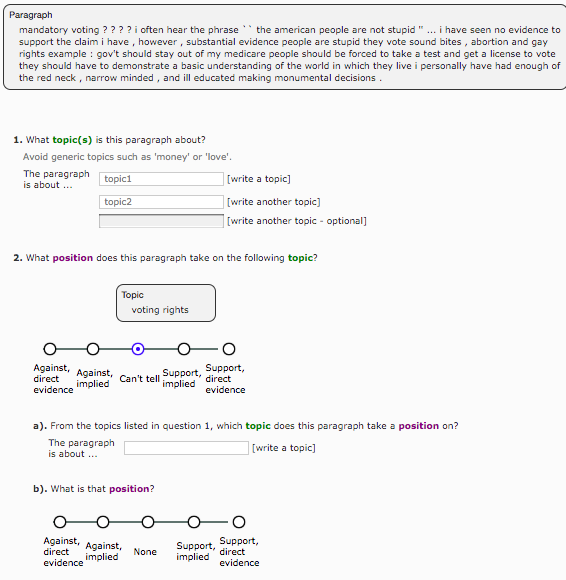 Paragraph
mandatory voting ? ? ? ? i often hear the phrase ` ` the american people are not stupid " ... i have seen no evidence to
support the claim i have , however , substantial evidence people are stupid they vote sound bites , abortion and gay
rights example : gov't should stay out of my medicare people should be forced to take a test and get a license to vote
they should have to demonstrate a basic understanding of the world in which they live i personally have had enough of
the red neck , narrow minded , and ill educated making monumental decisions .
1. What topic(s) is this paragraph about?
Avoid generic topics such as 'money' or 'love'.
The paragraph
is about ...
topic1 [write a topic]
topic2 [write another topic]
[write another topic - optional]
2. What position does this paragraph take on the following topic?
Topic
voting rights
Against,
direct
evidence
Against,
implied
Can't tell
Support,
implied
Support,
direct
evidence
a). From the topics listed in question 1, which topic does this paragraph take a position on?
The paragraph
is about ...
[write a topic]
b). What is that position?
Against,
direct
evidence
Against,
implied
None
Support,
implied
Support,
direct
evidence